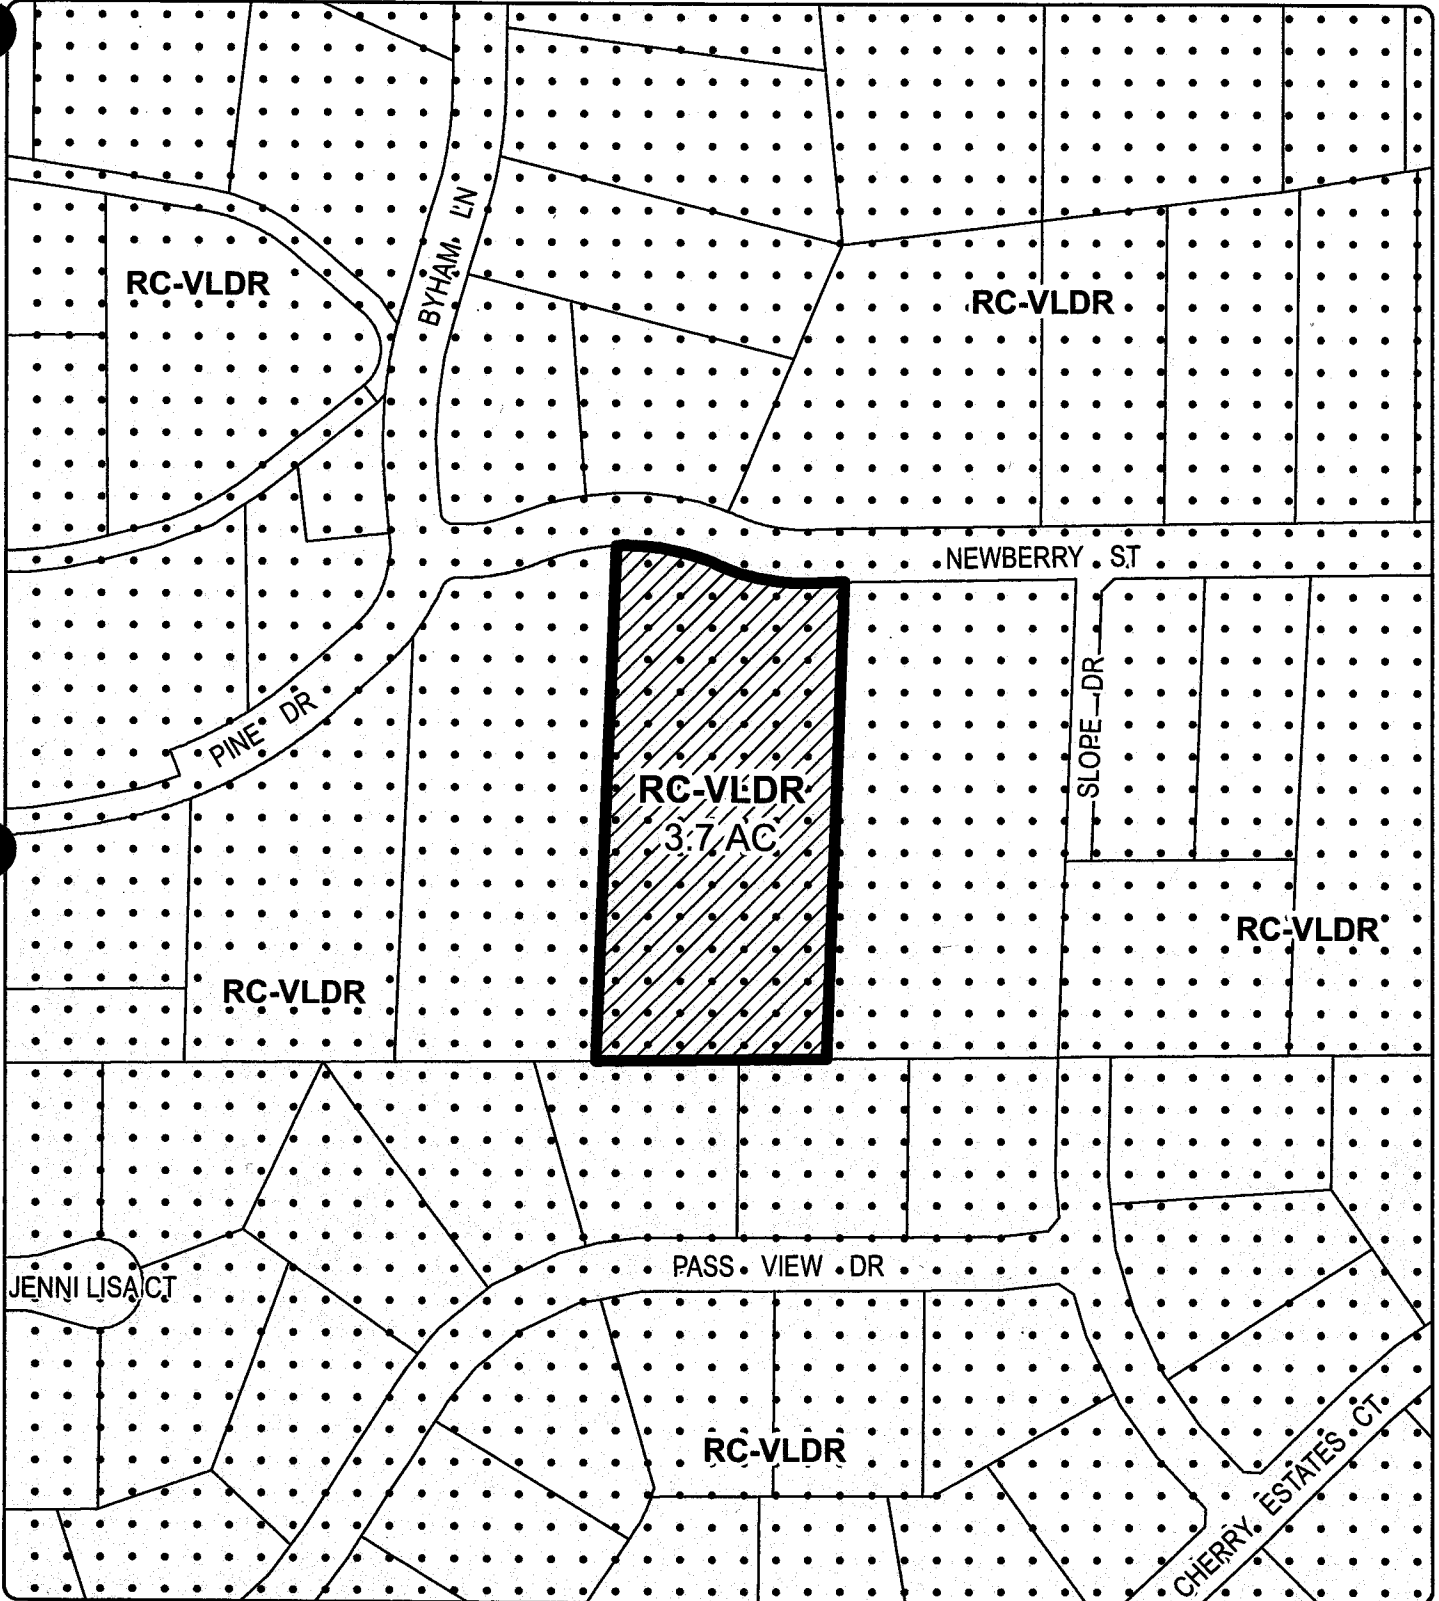 BYHAM LN
RC-VLDR
RC-VLDR
NEWBERRY ST
PINE DR
SLOPE DR
RC-VLDR
3.7 AC
RC-VLDR
RC-VLDR
PASS VIEW DR
JENNI LISA CT
RC-VLDR
CHERRY ESTATES CT